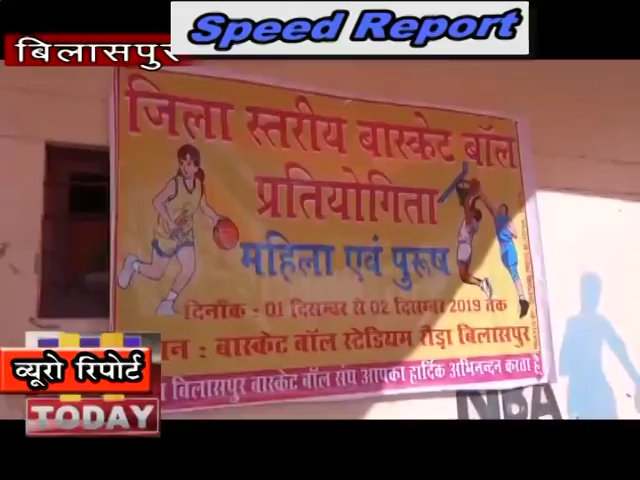 Speed Report
बिलासपुर
जिला स्तरीय बास्केट बॉल
प्रतियोगिता
महिला एवं पुरूष
दिनाँक : 01 दिसम्बर से 02 दिसम्बर 2019 तक
न : बास्केट बॉल स्टेडियम रौड़ा बिलासपुर
बिलासपुर बास्केट बॉल संघ आपका हार्दिक अभिनन्दन करता है
व्यूरो रिपोर्ट
TODAY
NBA